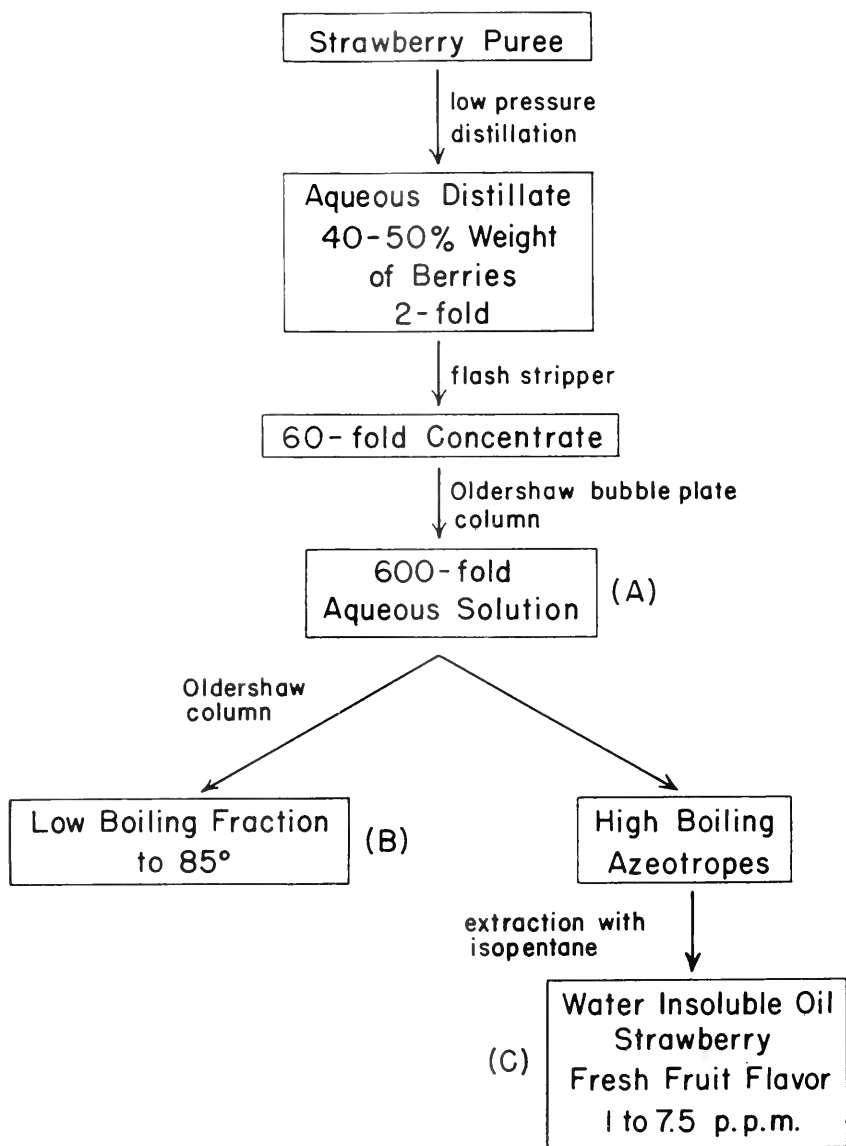 Strawberry Puree
low pressure
distillation
Aqueous Distillate
40-50% Weight
of Berries
2-fold
flash stripper
60-fold Concentrate
Oldershaw bubble plate
column
600-fold
Aqueous Solution
(A)
Oldershaw
column
Low Boiling Fraction
to 85°
(B)
High Boiling
Azeotropes
extraction with
isopentane
Water Insoluble Oil
Strawberry
Fresh Fruit Flavor
1 to 7.5 p.p.m.
(C)